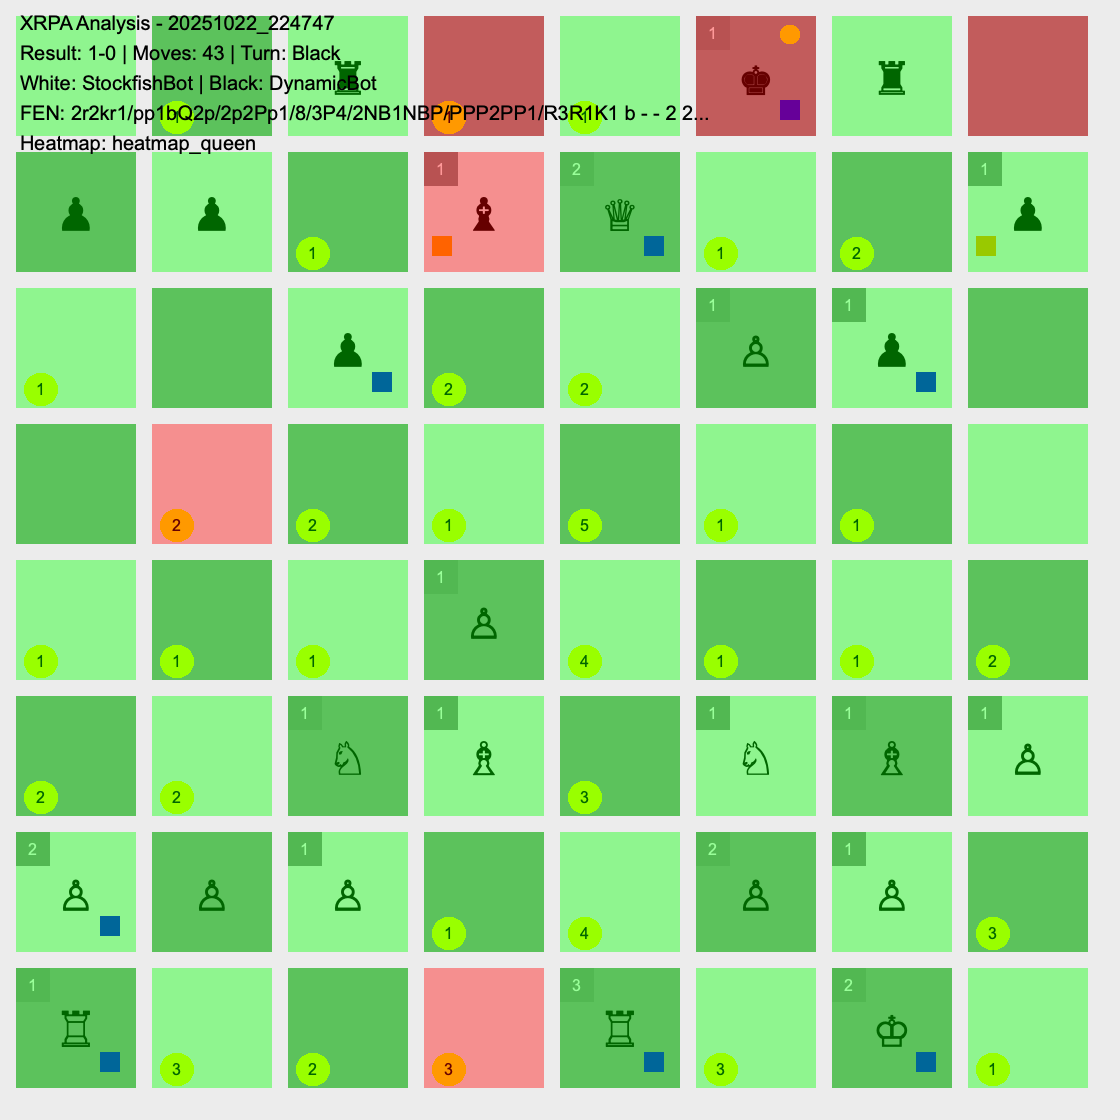 XRPA Analysis - 20251022_224747
1
Result: 1-0 | Moves: 43 | Turn: Black
White: StockfishBot | Black: DynamicBot
FEN: 2r2kr1/pp1bQ2p/2p2Pp1/8/3P4/2NB1NBP/PPP2PP1/R3R1K1 b - - 2 2...
Heatmap: heatmap_queen
1 2 1
1 1 2
1 1
1 2 2
2 2 1 5 1 1
1
1 1 1 4 1 1 2
1 1 1 1 1
2 2 3
2 1 2 1
1 4 3
1 3 2
3 2 3 3 1